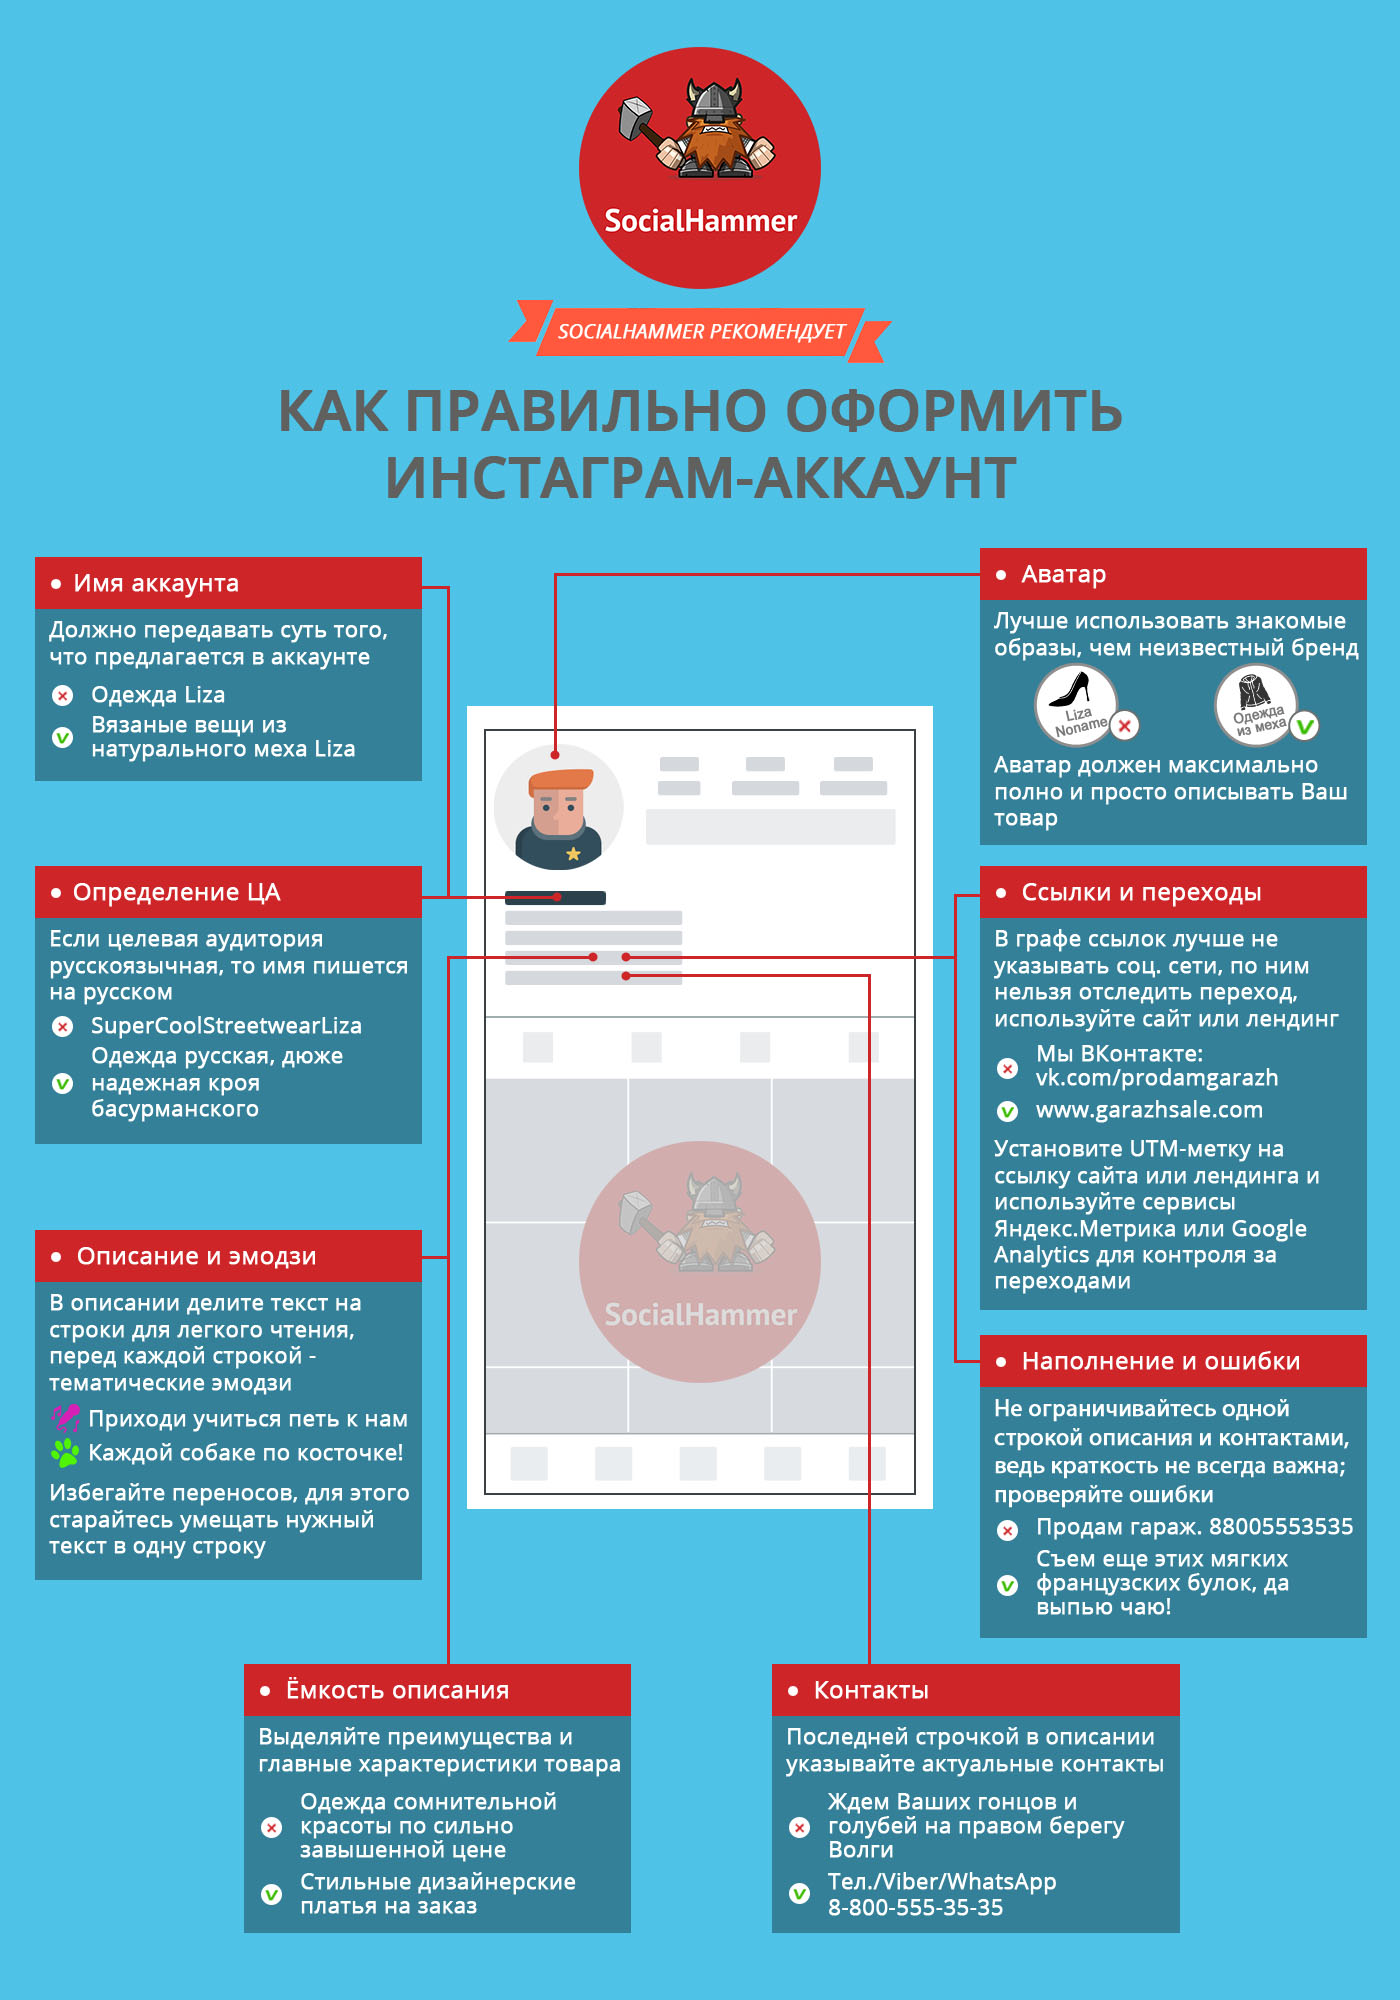 SocialHammer
SOCIALHAMMER РЕКОМЕНДУЕТ
КАК ПРАВИЛЬНО ОФОРМИТЬ
ИНСТАГРАМ-АККАУНТ
Имя аккаунта
Должно передавать суть того,
что предлагается в аккаунте
Одежда Liza
Вязаные вещи из
натурального меха Liza
Аватар
Лучше использовать знакомые
образы, чем неизвестный бренд
Liza
Noname
Одежда
из меха
Аватар должен максимально
полно и просто описывать Ваш
товар
Определение ЦА
Если целевая аудитория
русскоязычная, то имя пишется
на русском
SuperCoolStreetwearLiza
Одежда русская, дюже
надежная кроя
басурманского
Ссылки и переходы
В графе ссылок лучше не
указывать соц. сети, по ним
нельзя отследить переход,
используйте сайт или лендинг
Мы ВКонтакте:
vk.com/prodamgarazh
www.garazhsale.com
Установите UTM-метку на
ссылку сайта или лендинга и
используйте сервисы
Яндекс.Метрика или Google
Analytics для контроля за
переходами
SocialHammer
Описание и эмодзи
В описании делите текст на
строки для легкого чтения,
перед каждой строкой -
тематические эмодзи
Приходи учиться петь к нам
Каждой собаке по косточке!
Избегайте переносов, для этого
старайтесь умещать нужный
текст в одну строку
Наполнение и ошибки
Не ограничивайтесь одной
строкой описания и контактами,
ведь краткость не всегда важна;
проверяйте ошибки
Продам гараж. 88005553535
Съем еще этих мягких
французских булок, да
выпью чаю!
Ёмкость описания
Выделяйте преимущества и
главные характеристики товара
Одежда сомнительной
красоты по сильно
завышенной цене
Стильные дизайнерские
платья на заказ
Контакты
Последней строчкой в описании
указывайте актуальные контакты
Ждем Ваших гонцов и
голубей на правом берегу
Волги
Тел./Viber/WhatsApp
8-800-555-35-35